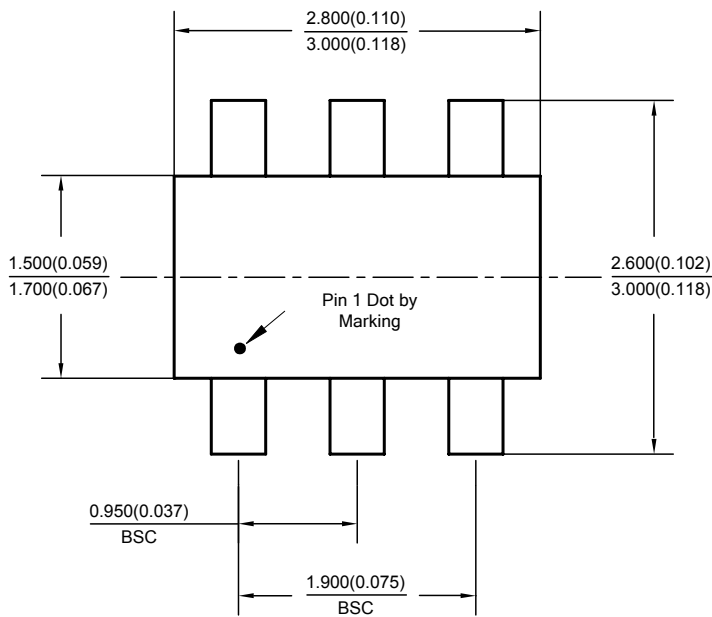 2.800(0.110)
3.000(0.118)
1.500(0.059)
1.700(0.067)
2.600(0.102)
3.000(0.118)
Pin 1 Dot by
Marking
0.950(0.037)
BSC
1.900(0.075)
BSC